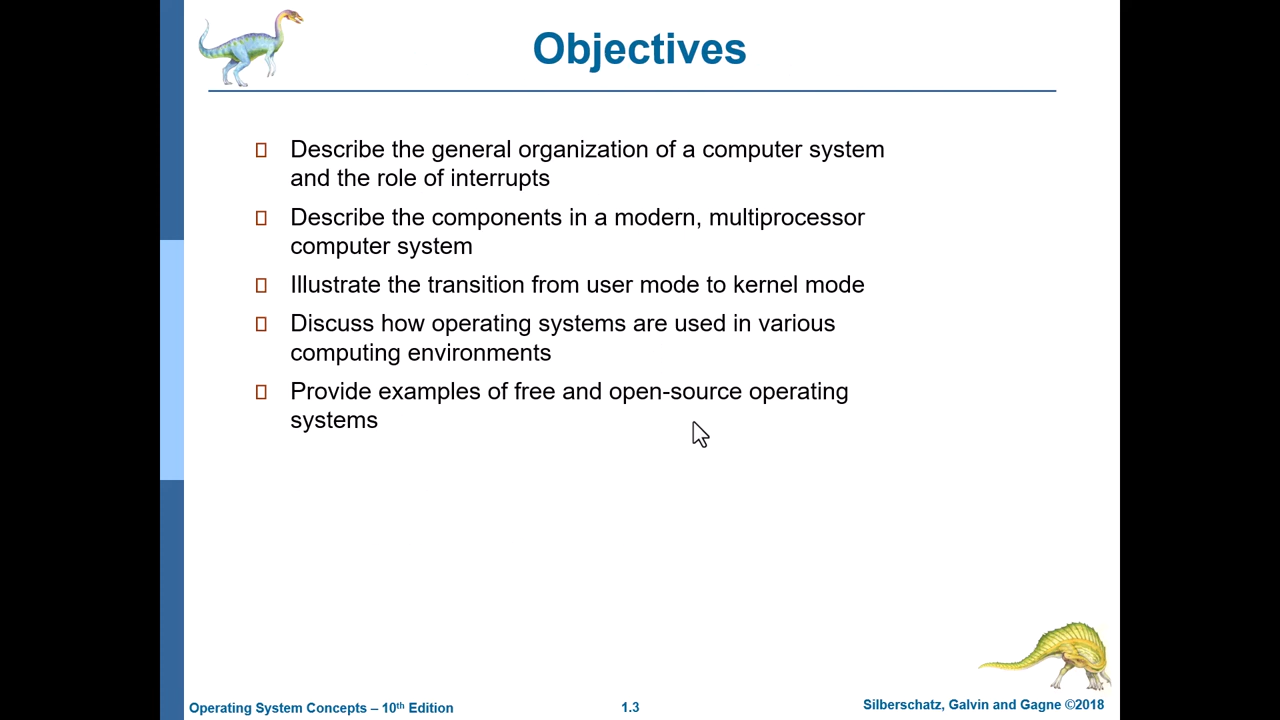 Objectives
Describe the general organization of a computer system
and the role of interrupts
Describe the components in a modern, multiprocessor
computer system
Illustrate the transition from user mode to kernel mode
Discuss how operating systems are used in various
computing environments
Provide examples of free and open-source operating
systems
Operating System Concepts – 10th Edition
1.3
Silberschatz, Galvin and Gagne ©2018